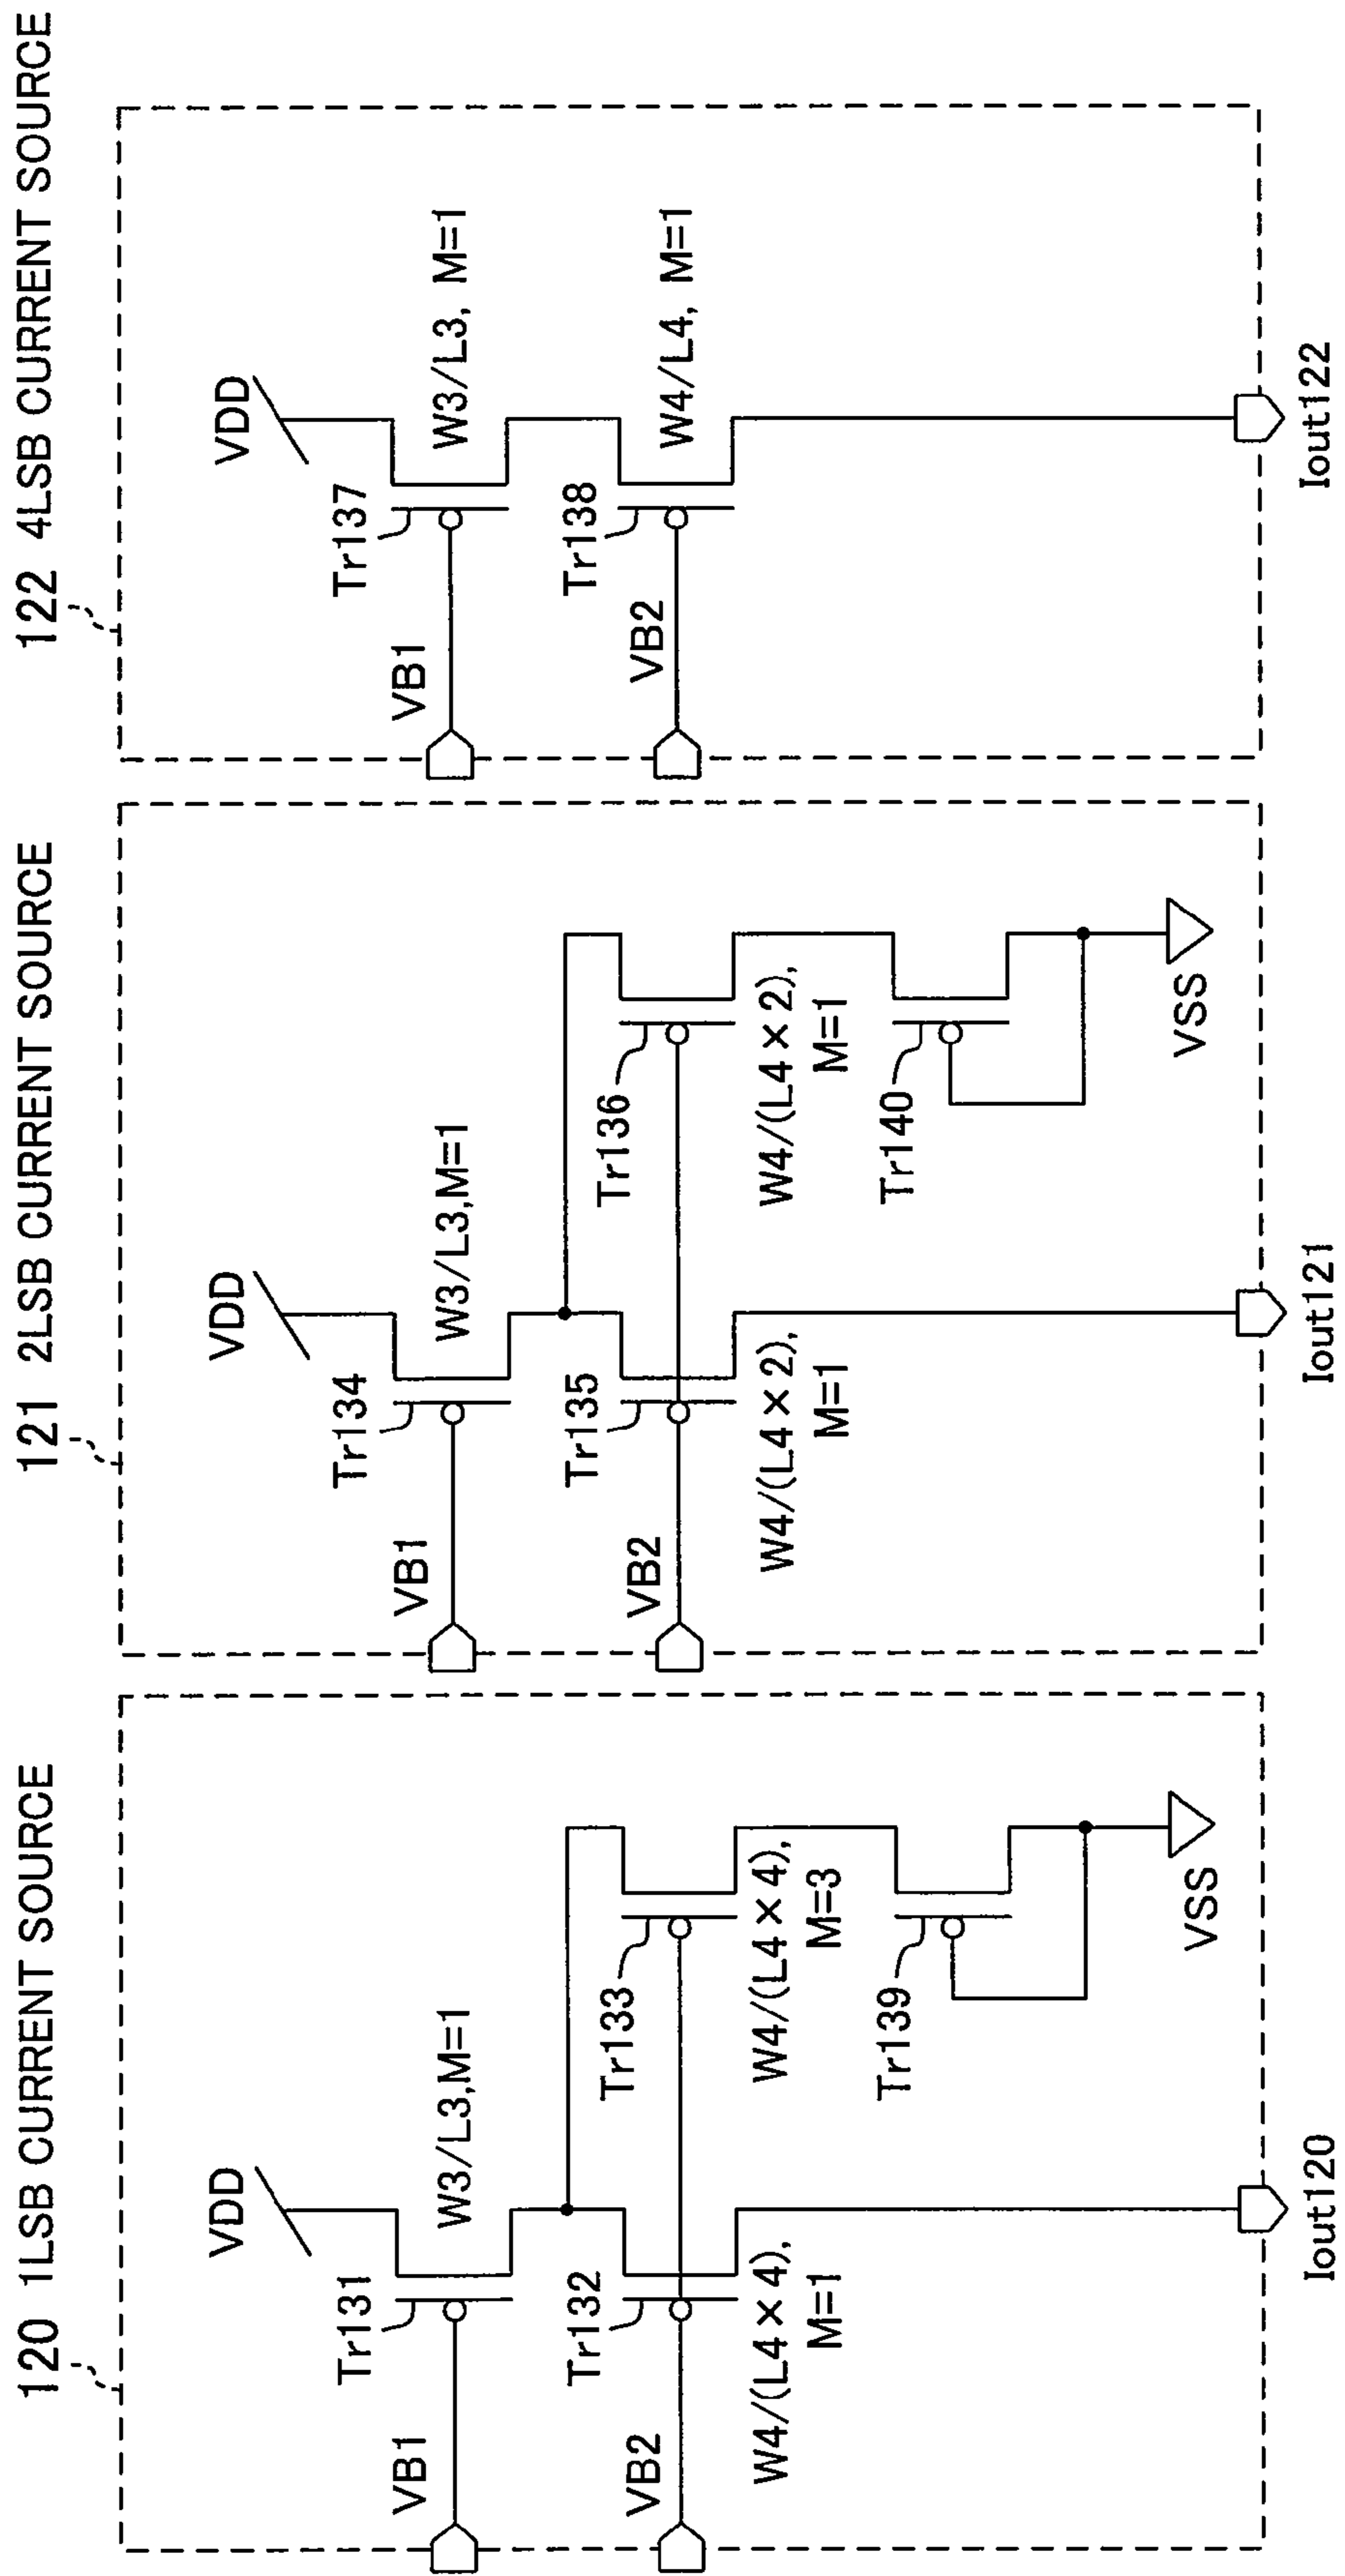 120 1LSB CURRENT SOURCE
VDD
Tr131
W3/L3,M=1
VB1
Tr132
VB2
W4/(L4×4),
M=1
Tr133
W4/(L4×4),
M=3
Tr139
VSS
Iout120
121 2LSB CURRENT SOURCE
VDD
Tr134
W3/L3,M=1
VB1
Tr135
VB2
W4/(L4×2),
M=1
Tr136
W4/(L4×2),
M=1
Tr140
VSS
Iout121
122 4LSB CURRENT SOURCE
VDD
Tr137
W3/L3, M=1
VB1
Tr138
W4/L4, M=1
VB2
Iout122